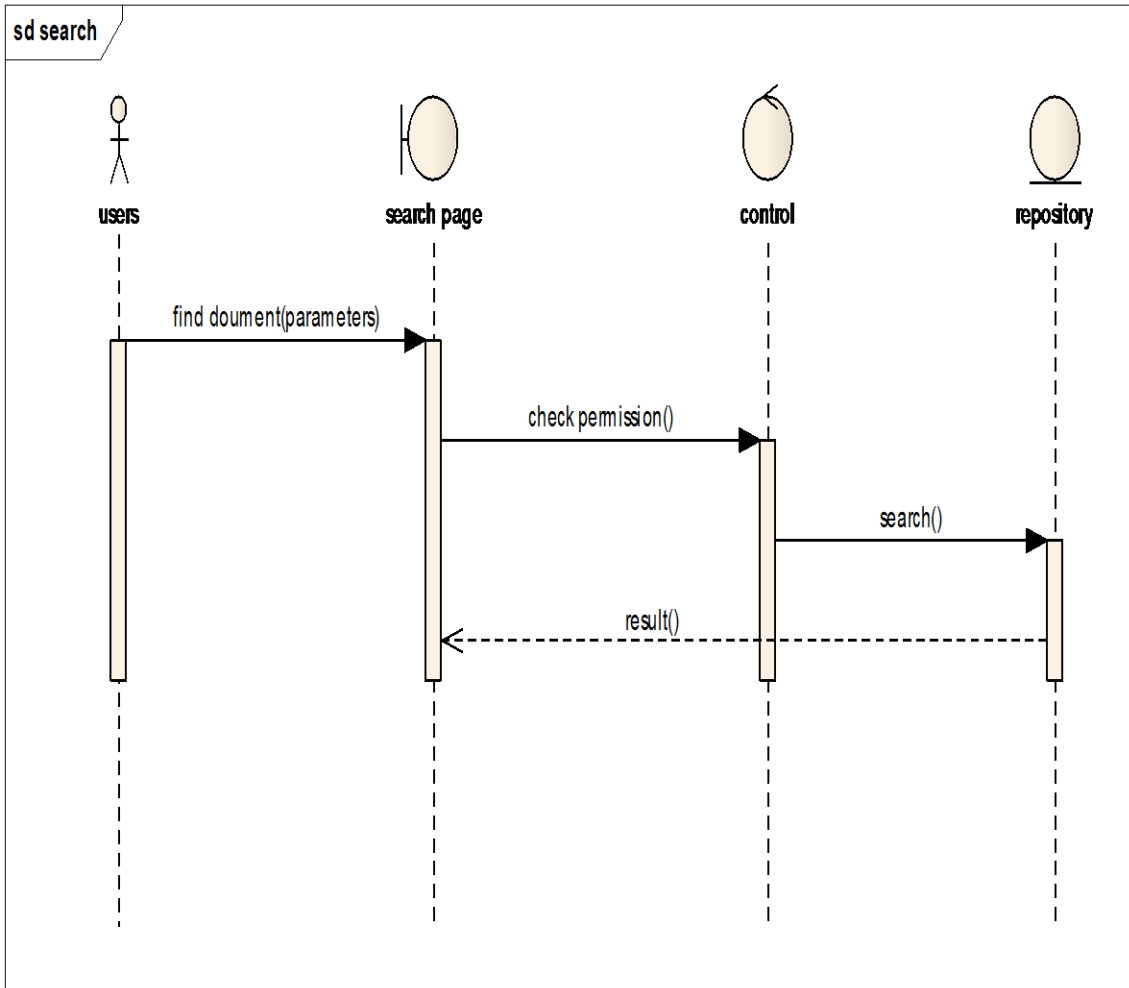 sd search
users
search page
control
repository
find doument(parameters)
check permission()
search()
result()